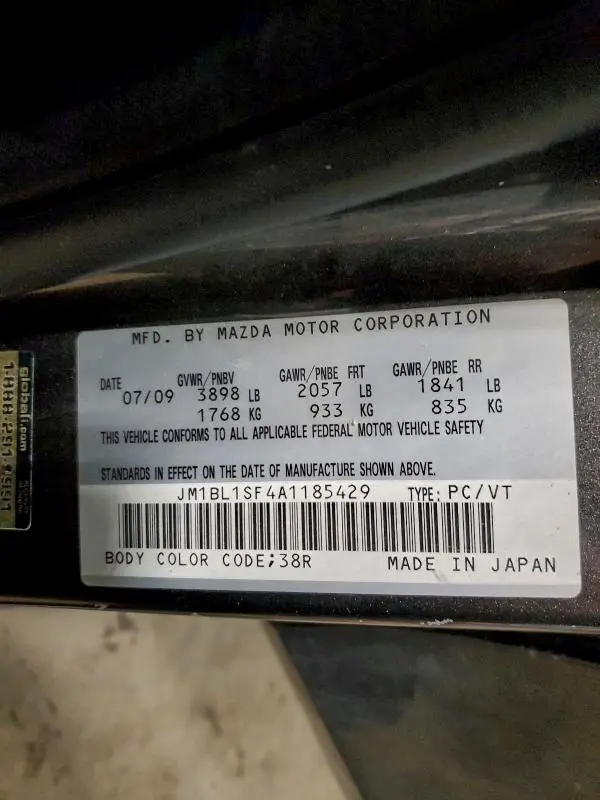 MFD. BY MAZDA MOTOR CORPORATION
DATE GVWR/PNBV GAWR/PNBE FRT GAWR/PNBE RR
07/09 3898 LB 2057 LB 1841 LB
1768 KG 933 KG 835 KG
THIS VEHICLE CONFORMS TO ALL APPLICABLE FEDERAL MOTOR VEHICLE SAFETY
STANDARDS IN EFFECT ON THE DATE OF MANUFACTURE SHOWN ABOVE.
JM1BL1SF4A1185429 TYPE: PC/VT
BODY COLOR CODE;38R MADE IN JAPAN